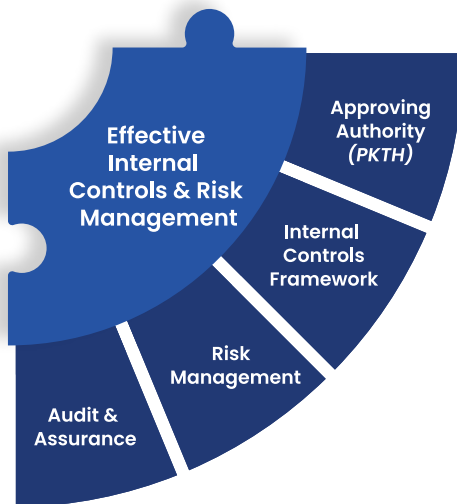 Effective
Internal
Controls & Risk
Management
Approving
Authority
(PKTH)
Internal
Controls
Framework
Risk
Management
Audit &
Assurance